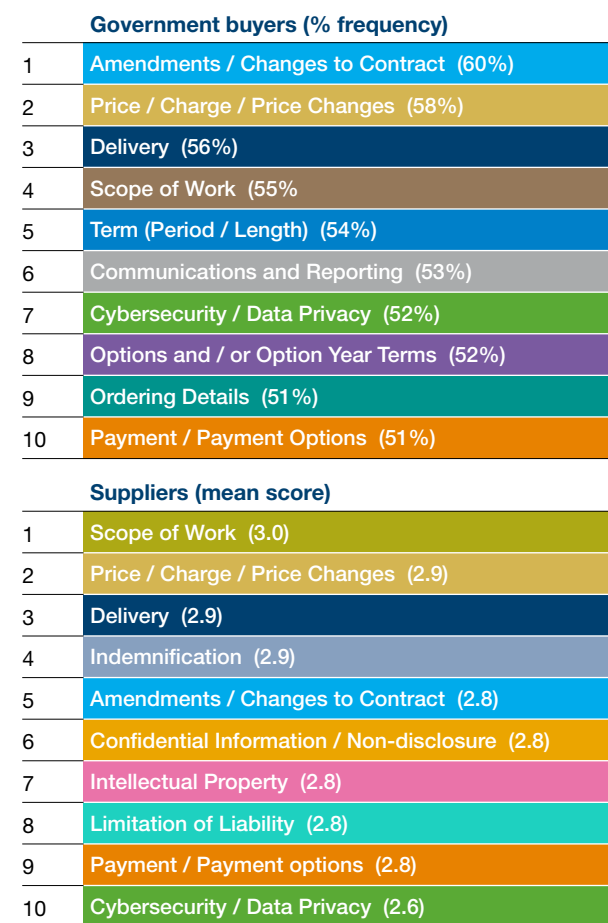 Government buyers (% frequency)
1 Amendments / Changes to Contract (60%)
2 Price / Charge / Price Changes (58%)
3 Delivery (56%)
4 Scope of Work (55%
5 Term (Period / Length) (54%)
6 Communications and Reporting (53%)
7 Cybersecurity / Data Privacy (52%)
8 Options and / or Option Year Terms (52%)
9 Ordering Details (51%)
10 Payment / Payment Options (51%)
Suppliers (mean score)
1 Scope of Work (3.0)
2 Price / Charge / Price Changes (2.9)
3 Delivery (2.9)
4 Indemnification (2.9)
5 Amendments / Changes to Contract (2.8)
6 Confidential Information / Non-disclosure (2.8)
7 Intellectual Property (2.8)
8 Limitation of Liability (2.8)
9 Payment / Payment options (2.8)
10 Cybersecurity / Data Privacy (2.6)